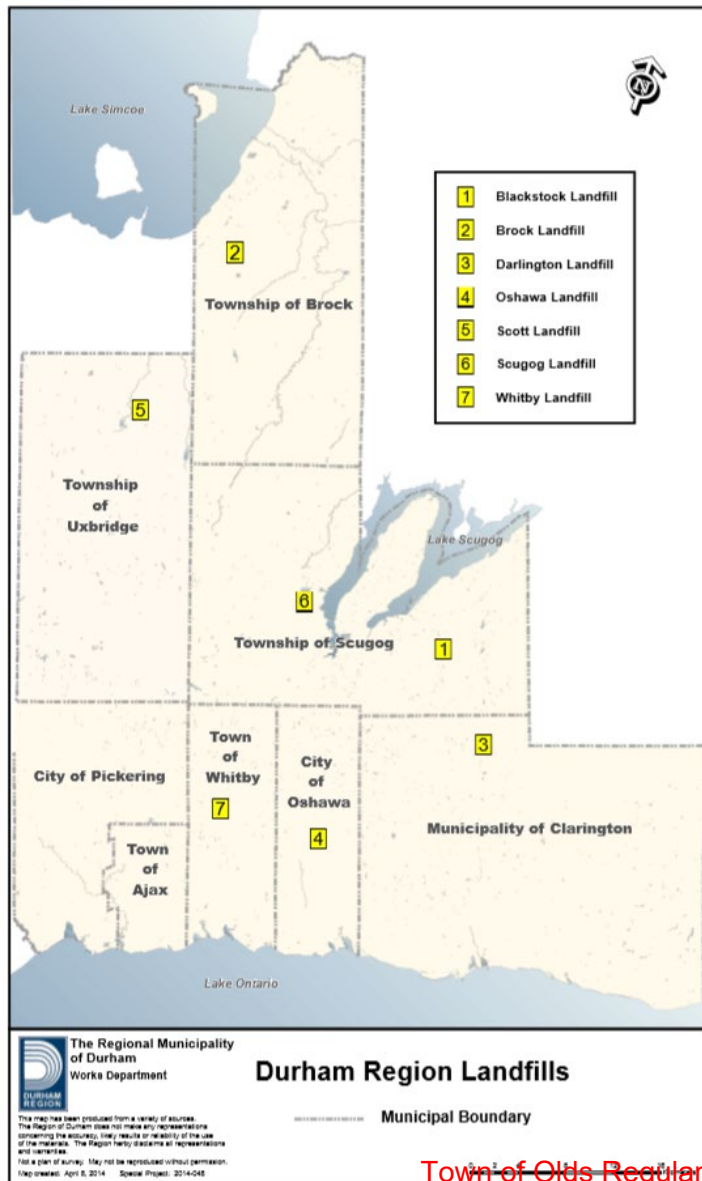 Lake Simcoe
N
1 Blackstock Landfill
2 Brock Landfill
3 Darlington Landfill
4 Oshawa Landfill
5 Scott Landfill
6 Scugog Landfill
7 Whitby Landfill
2
Township of Brock
5
Township
of
Uxbridge
Lake Scugog
6
Township of Scugog
1
3
City of Pickering
Town
of
Whitby
7
City
of
Oshawa
4
Municipality of Clarington
Town
of
Ajax
Lake Ontario
The Regional Municipality
of Durham
Works Department
DURHAM
REGION
Durham Region Landfills
Municipal Boundary
This map has been produced from a variety of sources.
The Region of Durham does not make any representations
concerning the accuracy, likely results or reliability of the use
of the materials. The Region herby disclaims all representations
and warranties.
Not a plan of survey. May not be reproduced without permission.
Map created: April 8, 2014 Special Project: 2014-048
Town of Olds Regular